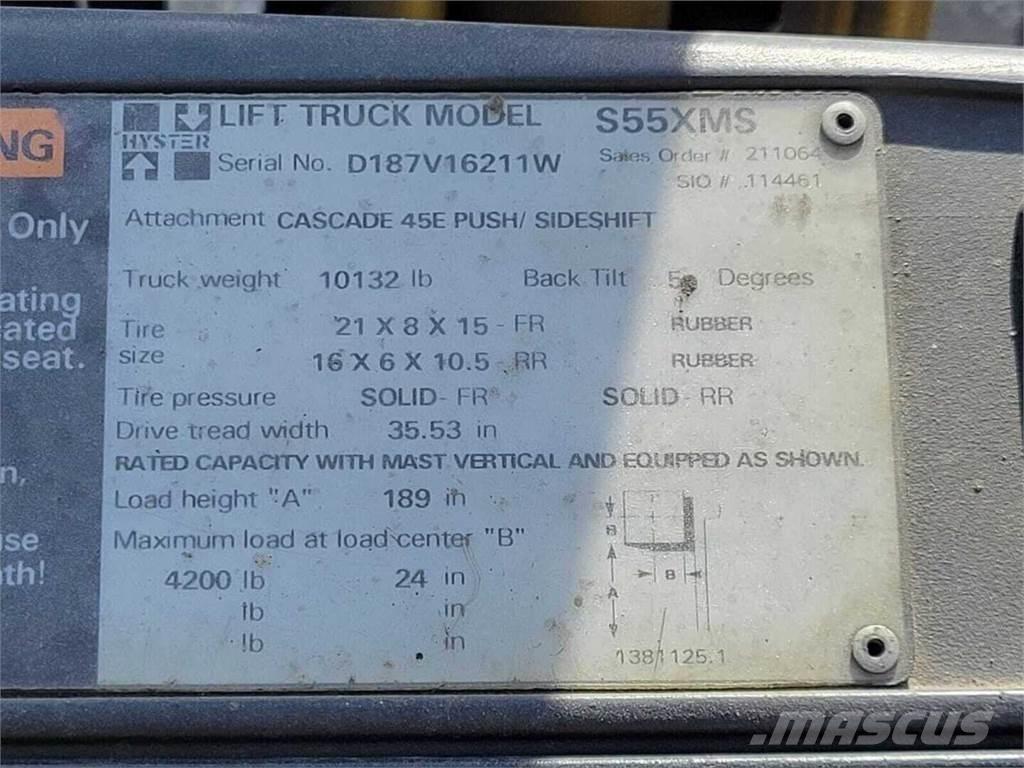 NG
Only
ating
eated
seat.
n,
use
ath!
HYSTER
LIFT TRUCK MODEL S55XMS
Serial No. D187V16211W
Sales Order # 211064
SIO # .114461
Attachment CASCADE 45E PUSH/ SIDESHIFT
Truck weight 10132 lb Back Tilt 5 Degrees
Tire size
21 X 8 X 15 - FR RUBBER
16 X 6 X 10.5 - RR RUBBER
Tire pressure SOLID - FR SOLID - RR
Drive tread width 35.53 in
RATED CAPACITY WITH MAST VERTICAL AND EQUIPPED AS SHOWN.
Load height "A" 189 in
Maximum load at load center "B"
4200 lb 24 in
lb in
lb in
B
B
A
1381125.1
MASCUS